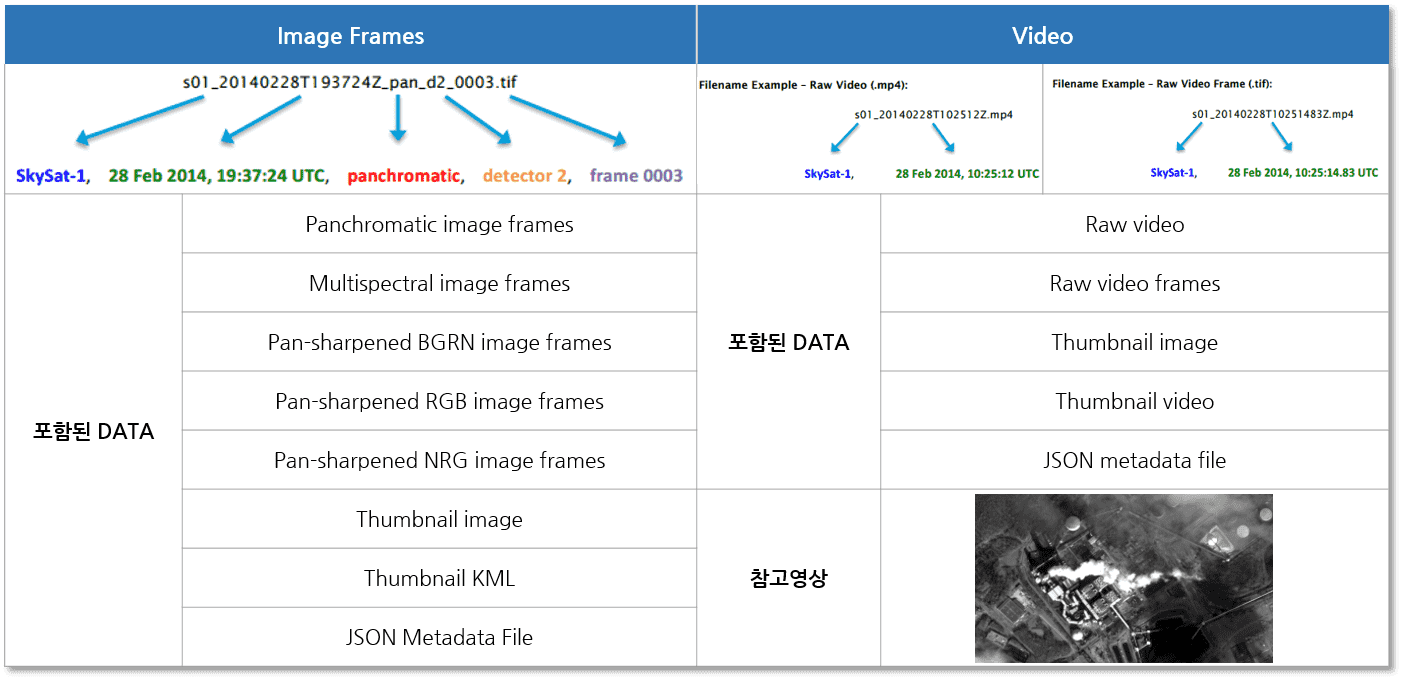 Image Frames
Video
s01_20140228T193724Z_pan_d2_0003.tif
SkySat-1, 28 Feb 2014, 19:37:24 UTC, panchromatic, detector 2, frame 0003
Filename Example – Raw Video (.mp4):
s01_20140228T102512Z.mp4
SkySat-1, 28 Feb 2014, 10:25:12 UTC
Filename Example – Raw Video Frame (.tif):
s01_20140228T10251483Z.mp4
SkySat-1, 28 Feb 2014, 10:25:14.83 UTC
포함된 DATA
Panchromatic image frames
Multispectral image frames
Pan-sharpened BGRN image frames
Pan-sharpened RGB image frames
Pan-sharpened NRG image frames
Thumbnail image
Thumbnail KML
JSON Metadata File
포함된 DATA
Raw video
Raw video frames
Thumbnail image
Thumbnail video
JSON metadata file
참고영상